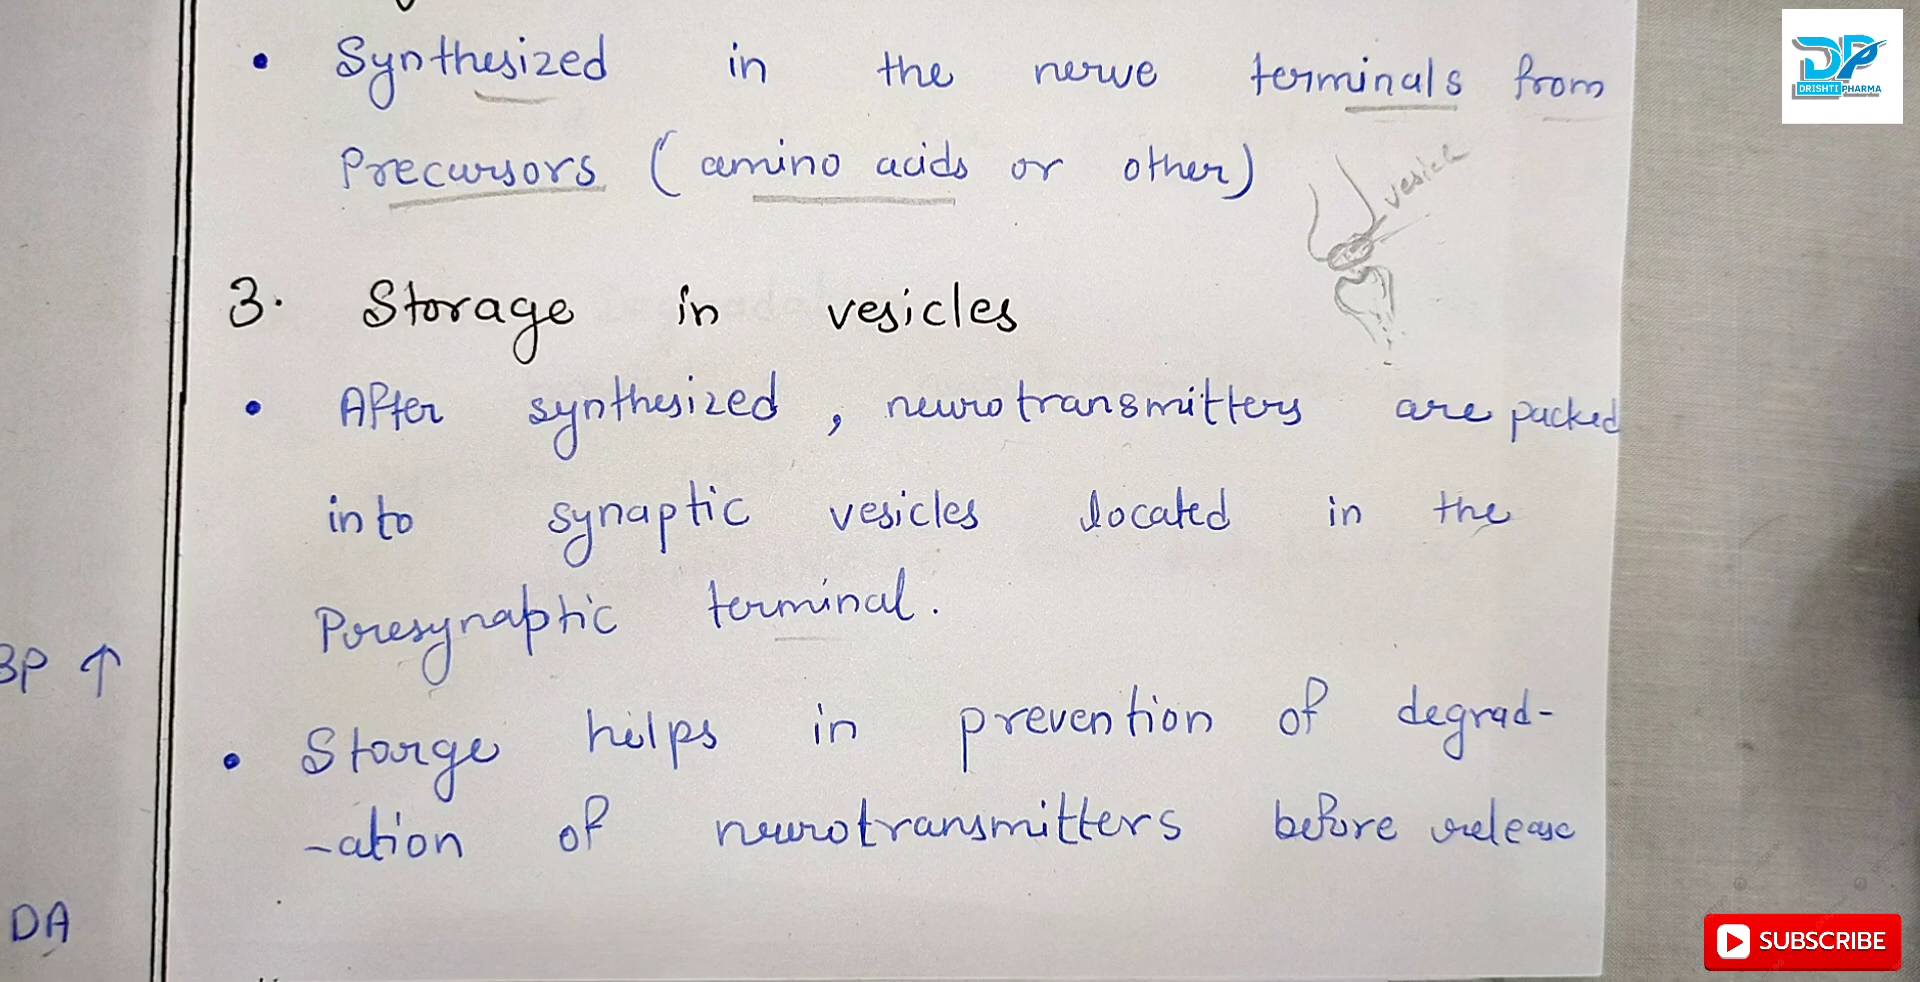 • Synthesized in the nerve terminals from
Precursors (amino acids or other)
vesicle
3. Storage in vesicles
• After synthesized, neurotransmitters are packed
into synaptic vesicles located in the
Presynaptic terminal.
• Storge helps in prevention of degrad-
-ation of neurotransmitters before release
BP ↑
DA
DP
DRISHTI PHARMA
SUBSCRIBE